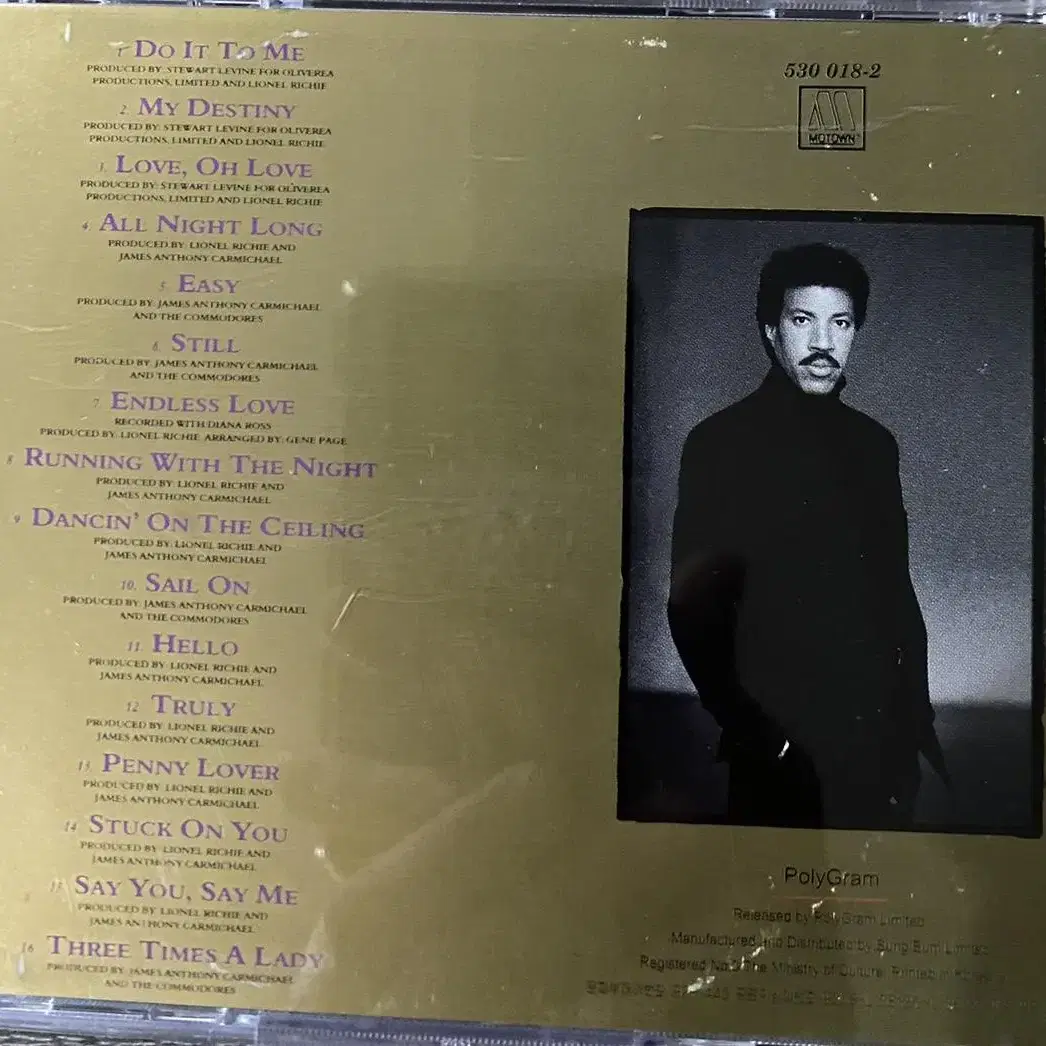 1. DO IT TO ME
PRODUCED BY: STEWART LEVINE FOR OLIVEREA
PRODUCTIONS, LIMITED AND LIONEL RICHIE
2. MY DESTINY
PRODUCED BY: STEWART LEVINE FOR OLIVEREA
PRODUCTIONS, LIMITED AND LIONEL RICHIE
3. LOVE, OH LOVE
PRODUCED BY: STEWART LEVINE FOR OLIVEREA
PRODUCTIONS, LIMITED AND LIONEL RICHIE
4. ALL NIGHT LONG
PRODUCED BY: LIONEL RICHIE AND
JAMES ANTHONY CARMICHAEL
5. EASY
PRODUCED BY: JAMES ANTHONY CARMICHAEL
AND THE COMMODORES
6. STILL
PRODUCED BY: JAMES ANTHONY CARMICHAEL
AND THE COMMODORES
7. ENDLESS LOVE
RECORDED WITH DIANA ROSS
PRODUCED BY: LIONEL RICHIE ARRANGED BY: GENE PAGE
8 RUNNING WITH THE NIGHT
PRODUCED BY: LIONEL RICHIE AND
JAMES ANTHONY CARMICHAEL
9 DANCIN' ON THE CEILING
PRODUCED BY: LIONEL RICHIE AND
JAMES ANTHONY CARMICHAEL
10. SAIL ON
PRODUCED BY: JAMES ANTHONY CARMICHAEL
AND THE COMMODORES
11. HELLO
PRODUCED BY: LIONEL RICHIE AND
JAMES ANTHONY CARMICHAEL
12. TRULY
PRODUCED BY: LIONEL RICHIE AND
JAMES ANTHONY CARMICHAEL
13. PENNY LOVER
PRODUCED BY: LIONEL RICHIE AND
JAMES ANTHONY CARMICHAEL
14 STUCK ON YOU
PRODUCED BY: LIONEL RICHIE AND
JAMES ANTHONY CARMICHAEL
15 SAY YOU, SAY ME
PRODUCED BY: LIONEL RICHIE AND
JAMES ANTHONY CARMICHAEL
16 THREE TIMES A LADY
PRODUCED BY: JAMES ANTHONY CARMICHAEL
AND THE COMMODORES
530 018-2
M
MOTOWN
PolyGram
Released by PolyGram Limited
Manufactured and Distributed by Sung Eum Limited
Registered The Ministry of Culture. Printed in Korea